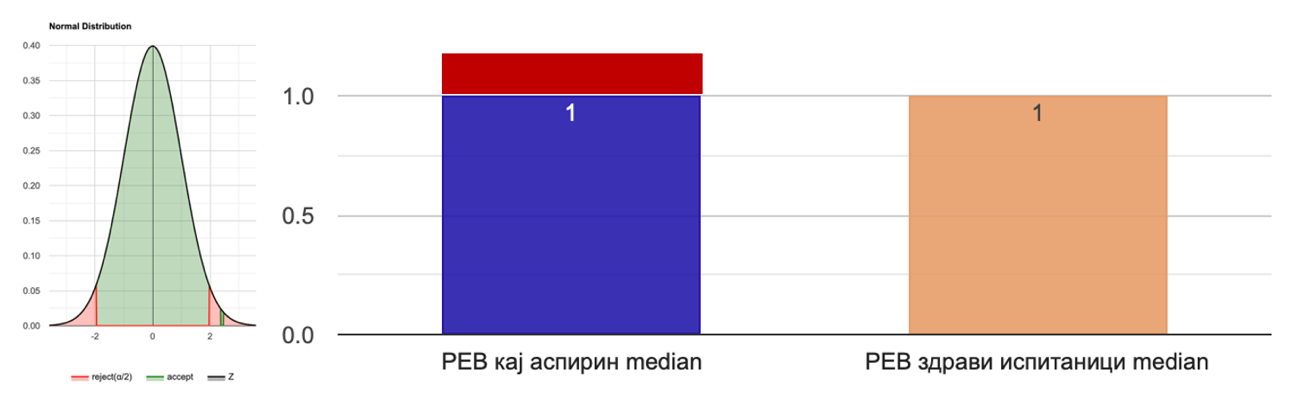 Normal Distribution
0.40
0.35
0.30
0.25
0.20
0.15
0.10
0.05
0.00
-2 0 2
reject(α/2) accept Z
1.0
0.5
0.0
1
1
РЕВ кај аспирин median
РЕВ здрави испитаници median